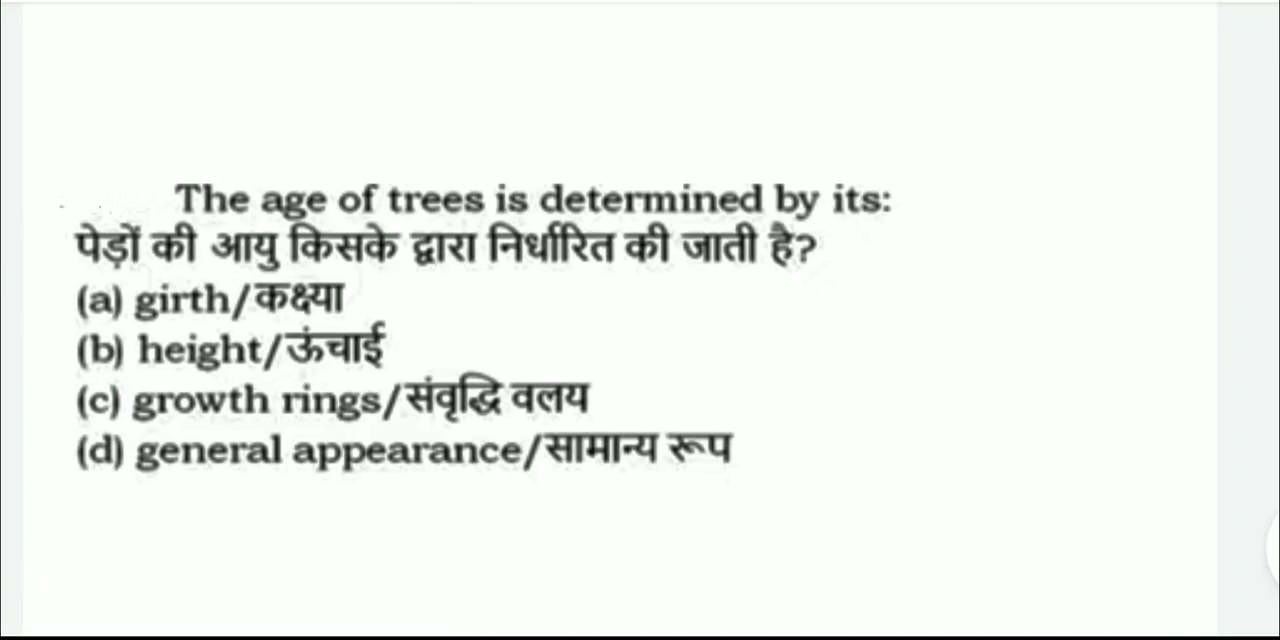 The age of trees is determined by its:
पेड़ों की आयु किसके द्वारा निर्धारित की जाती है?
(a) girth/कक्ष्या
(b) height/ऊंचाई
(c) growth rings/संवृद्धि वलय
(d) general appearance/सामान्य रूप